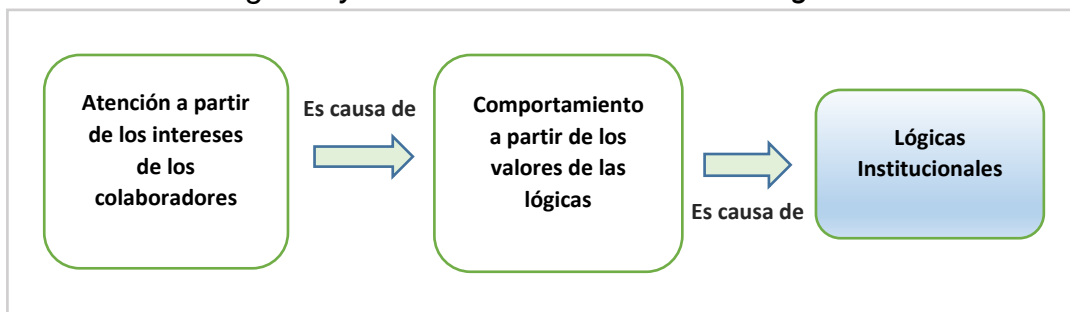 Atención a partir
de los intereses
de los
colaboradores
Es causa de
Comportamiento
a partir de los
valores de las
lógicas
Es causa de
Lógicas
Institucionales